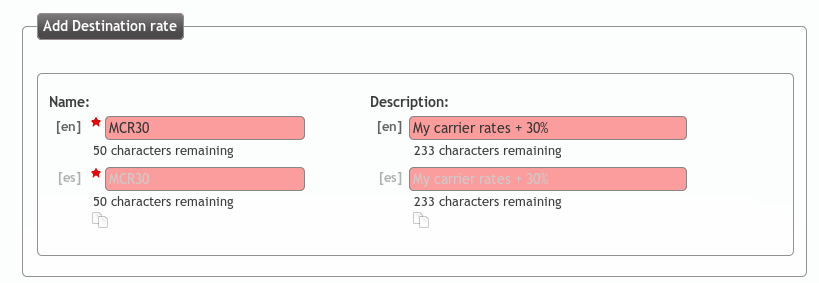 Add Destination rate
Name: Description:
[en] MCR30 [en] My carrier rates + 30%
50 characters remaining 233 characters remaining
[es] MCR30 [es] My carrier rates + 30%
50 characters remaining 233 characters remaining